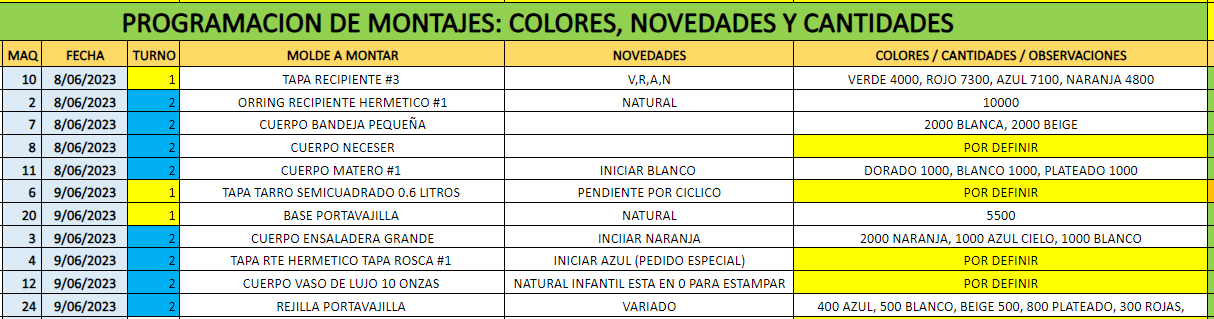 PROGRAMACION DE MONTAJES: COLORES, NOVEDADES Y CANTIDADES
MAQ FECHA TURNO MOLDE A MONTAR NOVEDADES COLORES / CANTIDADES / OBSERVACIONES
10 8/06/2023 1 TAPA RECIPIENTE #3 V,R,A,N VERDE 4000, ROJO 7300, AZUL 7100, NARANJA 4800
2 8/06/2023 2 ORRING RECIPIENTE HERMETICO #1 NATURAL 10000
7 8/06/2023 2 CUERPO BANDEJA PEQUEÑA 2000 BLANCA, 2000 BEIGE
8 8/06/2023 2 CUERPO NECESER POR DEFINIR
11 8/06/2023 2 CUERPO MATERO #1 INICIAR BLANCO DORADO 1000, BLANCO 1000, PLATEADO 1000
6 9/06/2023 1 TAPA TARRO SEMICUADRADO 0.6 LITROS PENDIENTE POR CICLICO POR DEFINIR
20 9/06/2023 1 BASE PORTAVAJILLA NATURAL 5500
3 9/06/2023 2 CUERPO ENSALADERA GRANDE INCIIAR NARANJA 2000 NARANJA, 1000 AZUL CIELO, 1000 BLANCO
4 9/06/2023 2 TAPA RTE HERMETICO TAPA ROSCA #1 INICIAR AZUL (PEDIDO ESPECIAL) POR DEFINIR
12 9/06/2023 2 CUERPO VASO DE LUJO 10 ONZAS NATURAL INFANTIL ESTA EN 0 PARA ESTAMPAR POR DEFINIR
24 9/06/2023 2 REJILLA PORTAVAJILLA VARIADO 400 AZUL, 500 BLANCO, BEIGE 500, 800 PLATEADO, 300 ROJAS,